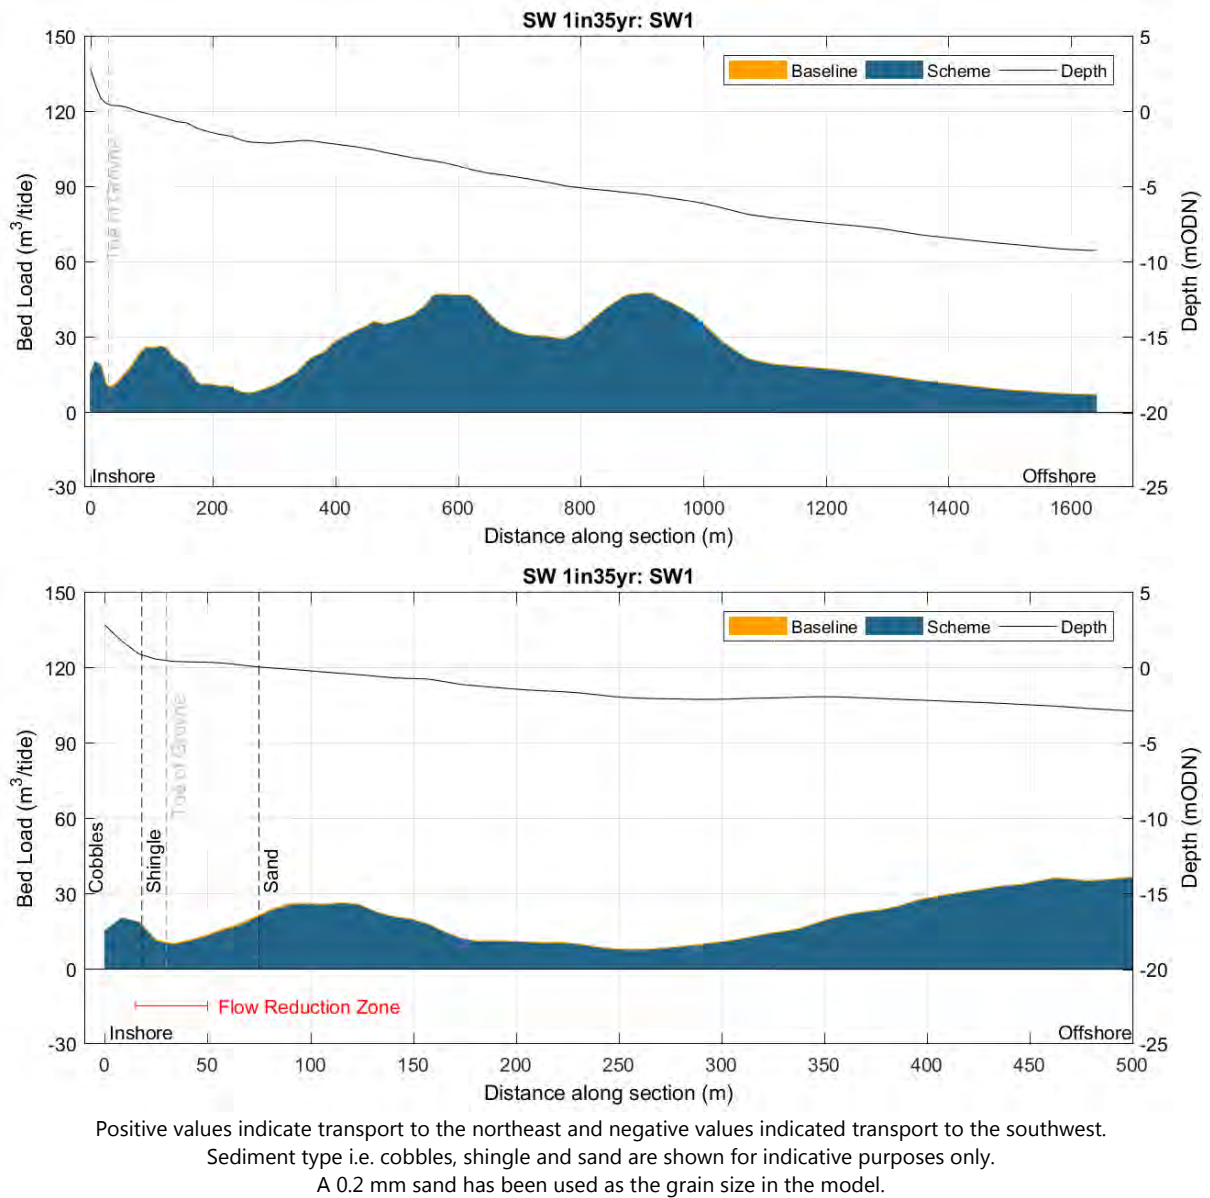 SW 1in35yr: SW1
150
120
90
60
30
0
-30
Bed Load (m³/tide)
5
0
-5
-10
-15
-20
-25
Depth (mODN)
Baseline Scheme Depth
Toe of Groyne
Inshore
Offshore
0 200 400 600 800 1000 1200 1400 1600
Distance along section (m)
SW 1in35yr: SW1
150
120
90
60
30
0
-30
Bed Load (m³/tide)
5
0
-5
-10
-15
-20
-25
Depth (mODN)
Baseline Scheme Depth
Cobbles
Shingle
Toe of Groyne
Sand
Flow Reduction Zone
Inshore
Offshore
0 50 100 150 200 250 300 350 400 450 500
Distance along section (m)
Positive values indicate transport to the northeast and negative values indicated transport to the southwest.
Sediment type i.e. cobbles, shingle and sand are shown for indicative purposes only.
A 0.2 mm sand has been used as the grain size in the model.